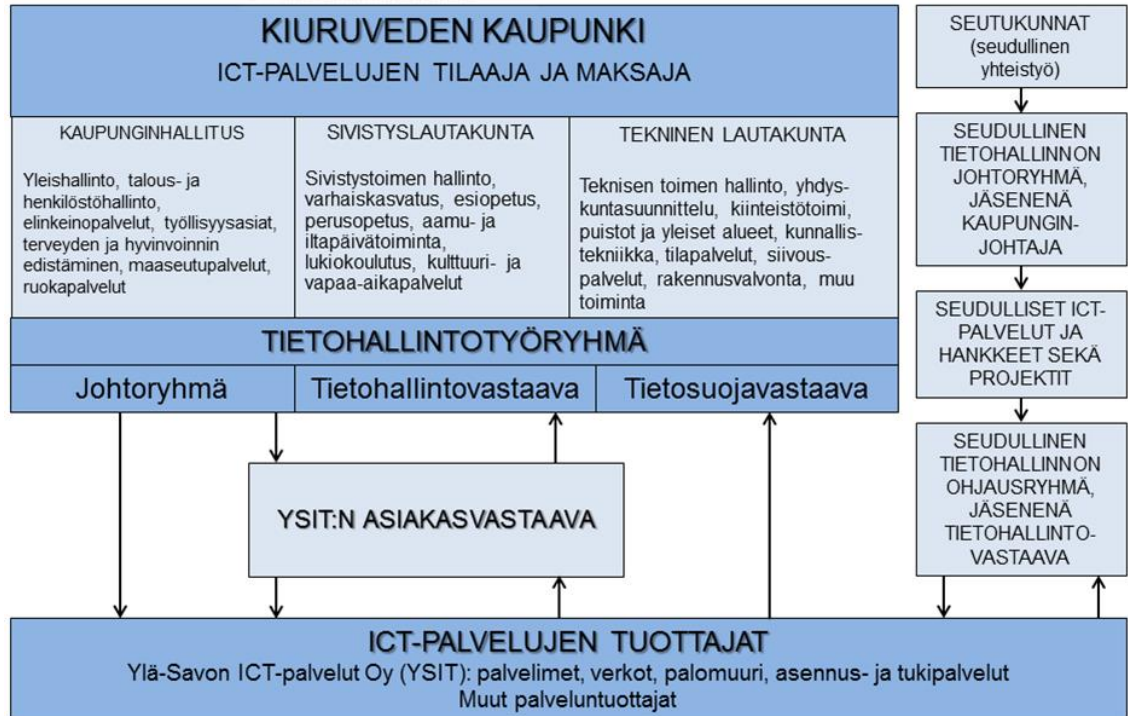 KIURUVEDEN KAUPUNKI
ICT-PALVELUJEN TILAAJA JA MAKSAJA
KAUPUNGINHALLITUS
Yleishallinto, talous- ja
henkilöstöhallinto,
elinkeinopalvelut, työllisyysasiat,
terveyden ja hyvinvoinnin
edistäminen, maaseutupalvelut,
ruokapalvelut
SIVISTYSLAUTAKUNTA
Sivistystoimen hallinto,
varhaiskasvatus, esiopetus,
perusopetus, aamu- ja
iltapäivätoiminta,
lukiokoulutus, kulttuuri- ja
vapaa-aikapalvelut
TEKNINEN LAUTAKUNTA
Teknisen toimen hallinto, yhdys-
kuntasuunnittelu, kiinteistötoimi,
puistot ja yleiset alueet, kunnallis-
tekniikka, tilapalvelut, siivous-
palvelut, rakennusvalvonta, muu
toiminta
TIETOHALLINTOTYÖRYHMÄ
Johtoryhmä
Tietohallintovastaava
Tietosuojavastaava
YSIT:N ASIAKASVASTAAVA
SEUTUKUNNAT
(seudullinen
yhteistyö)
SEUDULLINEN
TIETOHALLINNON
JOHTORYHMÄ,
JÄSENENÄ
KAUPUNGIN-
JOHTAJA
SEUDULLISET ICT-
PALVELUT JA
HANKKEET SEKÄ
PROJEKTIT
SEUDULLINEN
TIETOHALLINNON
OHJAUSRYHMÄ,
JÄSENENÄ
TIETOHALLINTO-
VASTAAVA
ICT-PALVELUJEN TUOTTAJAT
Ylä-Savon ICT-palvelut Oy (YSIT): palvelimet, verkot, palomuuri, asennus- ja tukipalvelut
Muut palveluntuottajat